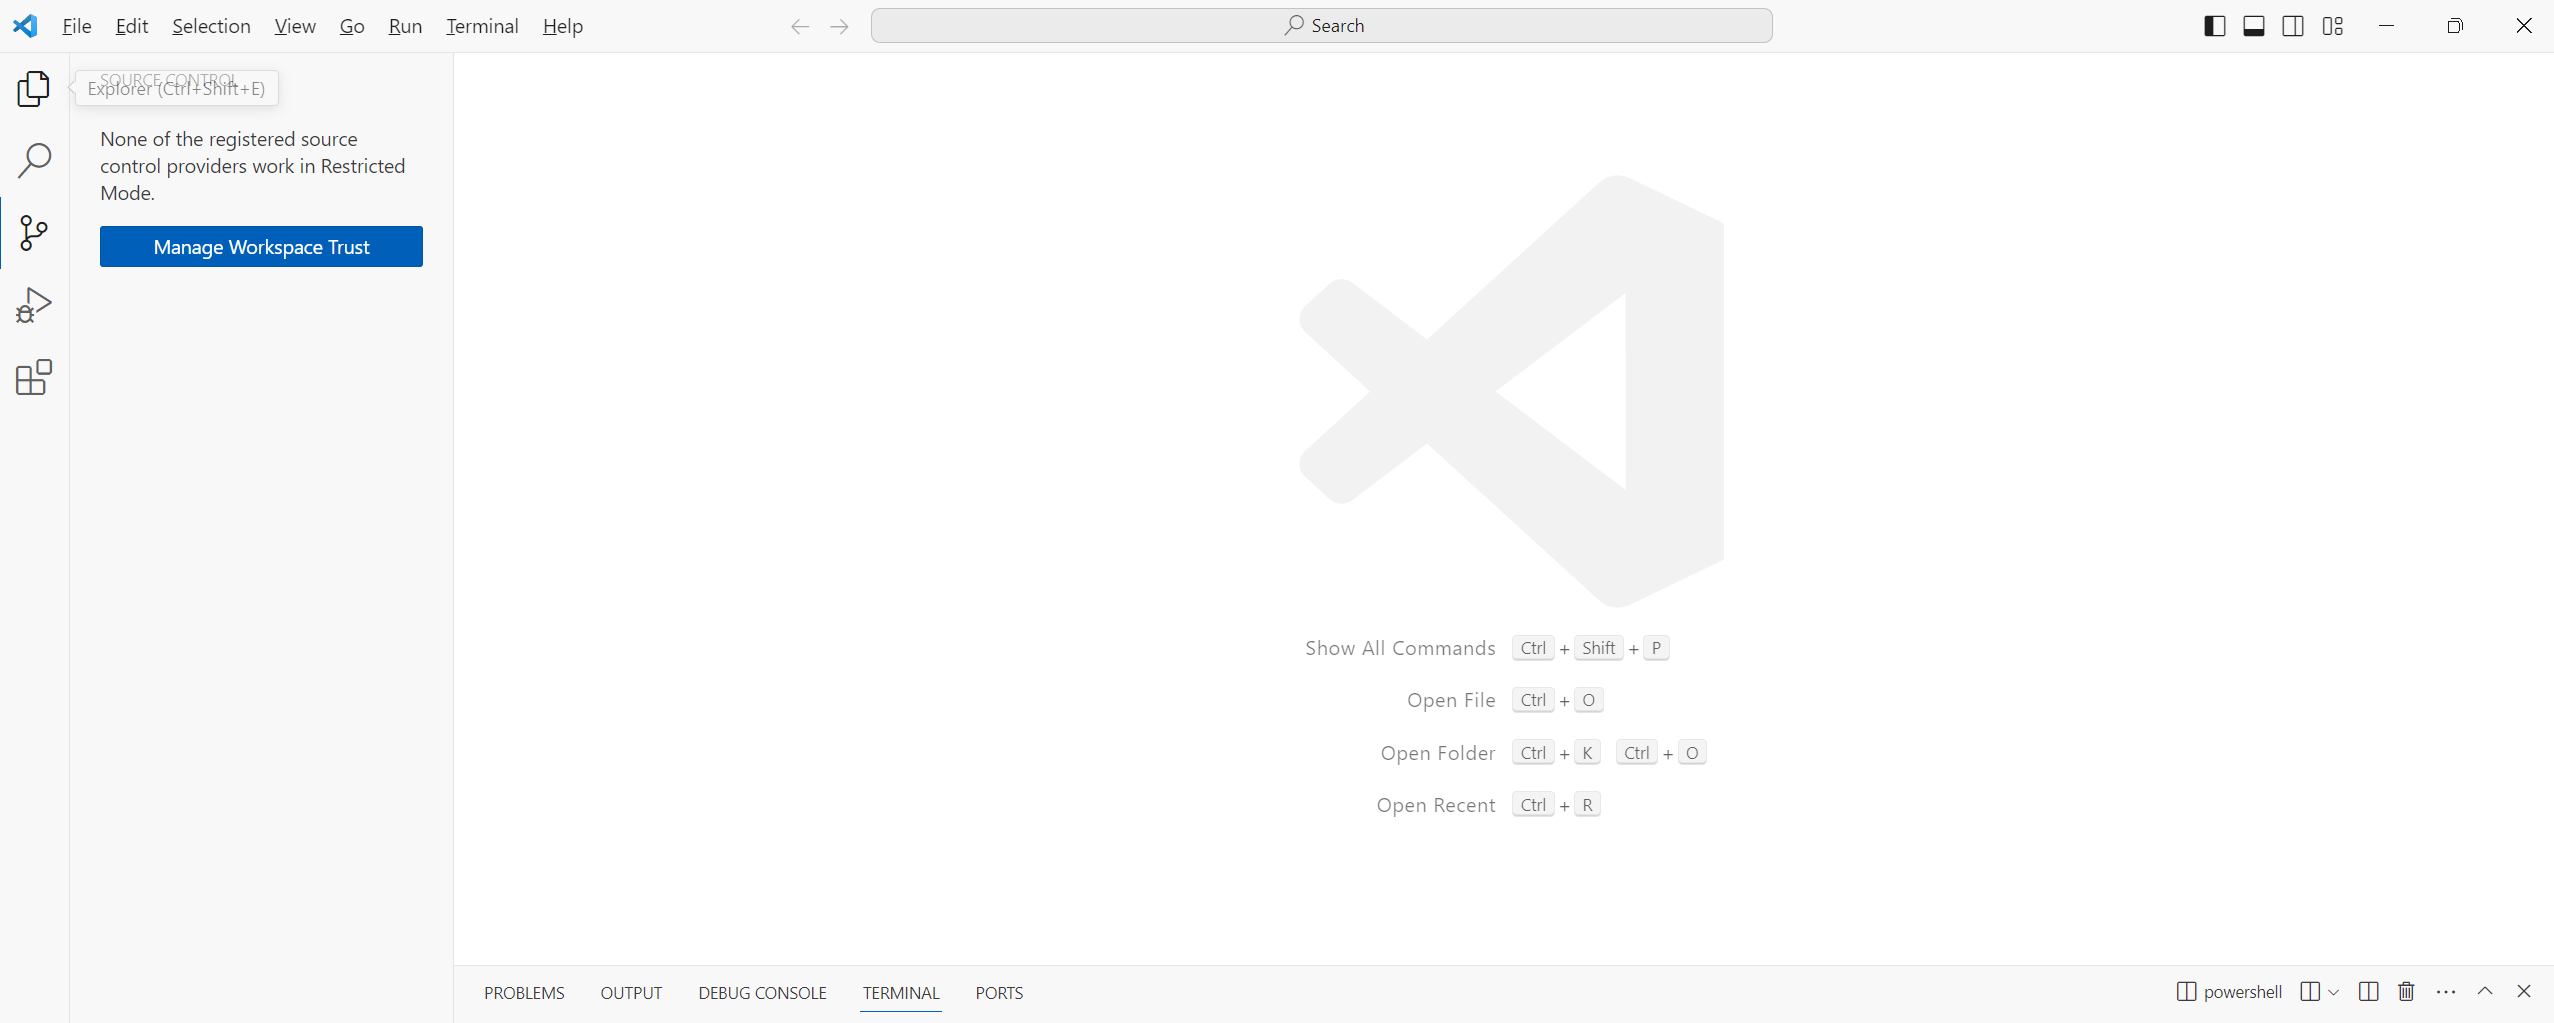 File Edit Selection View Go Run Terminal Help
Search
SOURCE CONTROL
Explorer (Ctrl+Shift+E)
None of the registered source
control providers work in Restricted
Mode.
Manage Workspace Trust
Show All Commands Ctrl + Shift + P
Open File Ctrl + O
Open Folder Ctrl + K Ctrl + O
Open Recent Ctrl + R
PROBLEMS OUTPUT DEBUG CONSOLE TERMINAL PORTS
powershell